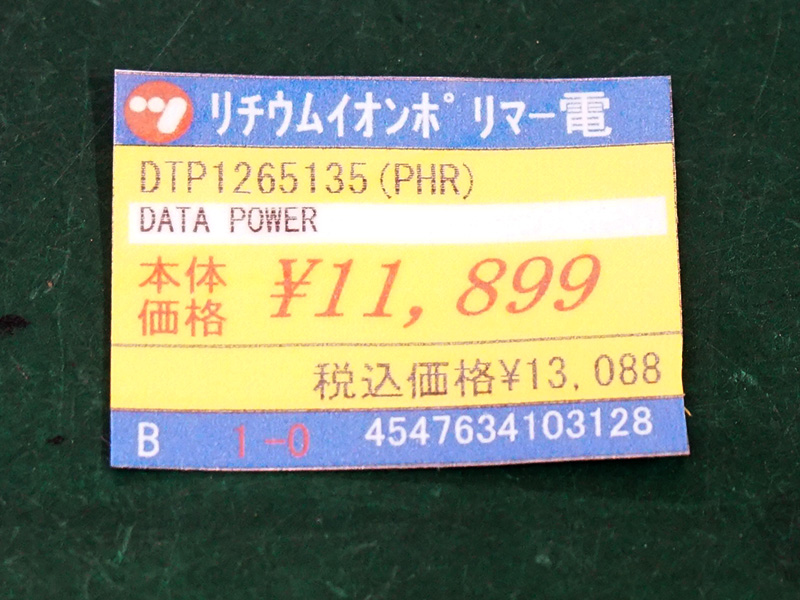 リチウムイオンポリマー電
DTP1265135(PHR)
DATA POWER
本体価格 ¥11,899
税込価格¥13,088
B 1-0 4547634103128